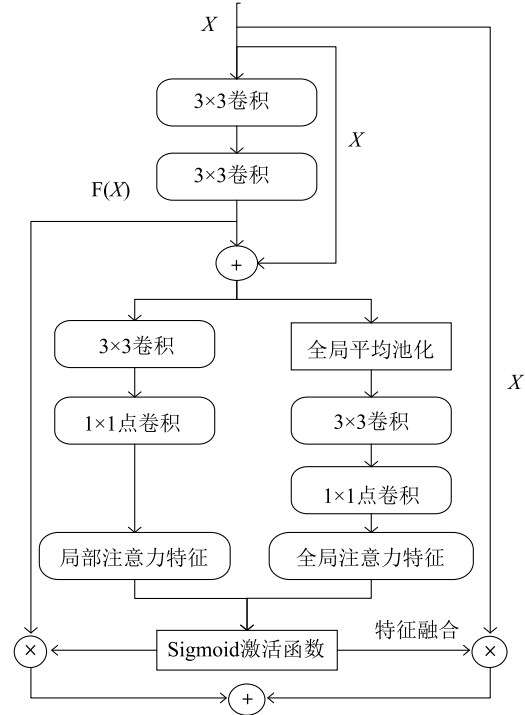 X
3×3卷积
X
3×3卷积
F(X)
+
3×3卷积
全局平均池化
X
1×1点卷积
3×3卷积
1×1点卷积
局部注意力特征
全局注意力特征
特征融合
×
Sigmoid激活函数
×
+